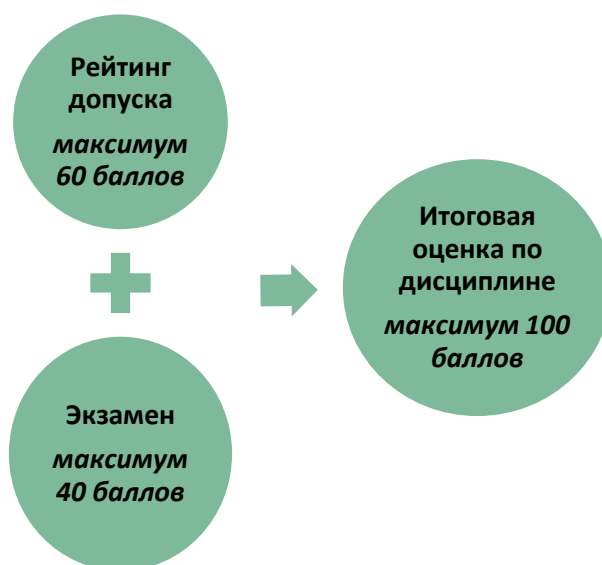 Рейтинг
допуска
максимум
60 баллов
Экзамен
максимум
40 баллов
Итоговая
оценка по
дисциплине
максимум 100
баллов